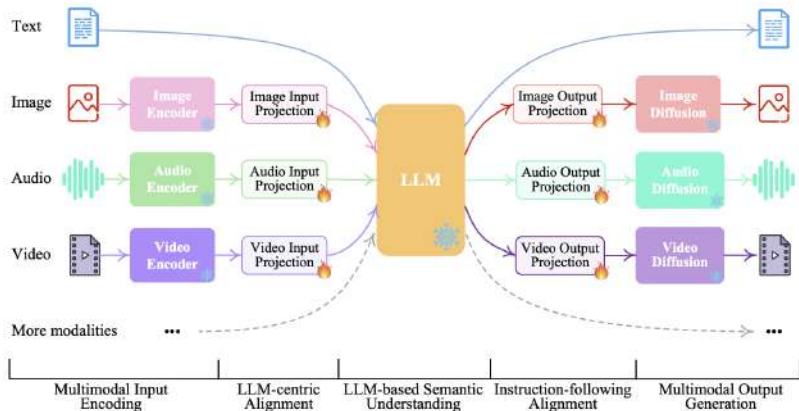 Text
Image
Image
Encoder
Image Input
Projection
Image Output
Projection
Image
Diffusion
Audio
Audio
Encoder
Audio Input
Projection
LLM
Audio Output
Projection
Audio
Diffusion
Video
Video
Encoder
Video Input
Projection
Video Output
Projection
Video
Diffusion
More modalities ...
...
Multimodal Input
Encoding
LLM-centric
Alignment
LLM-based Semantic
Understanding
Instruction-following
Alignment
Multimodal Output
Generation